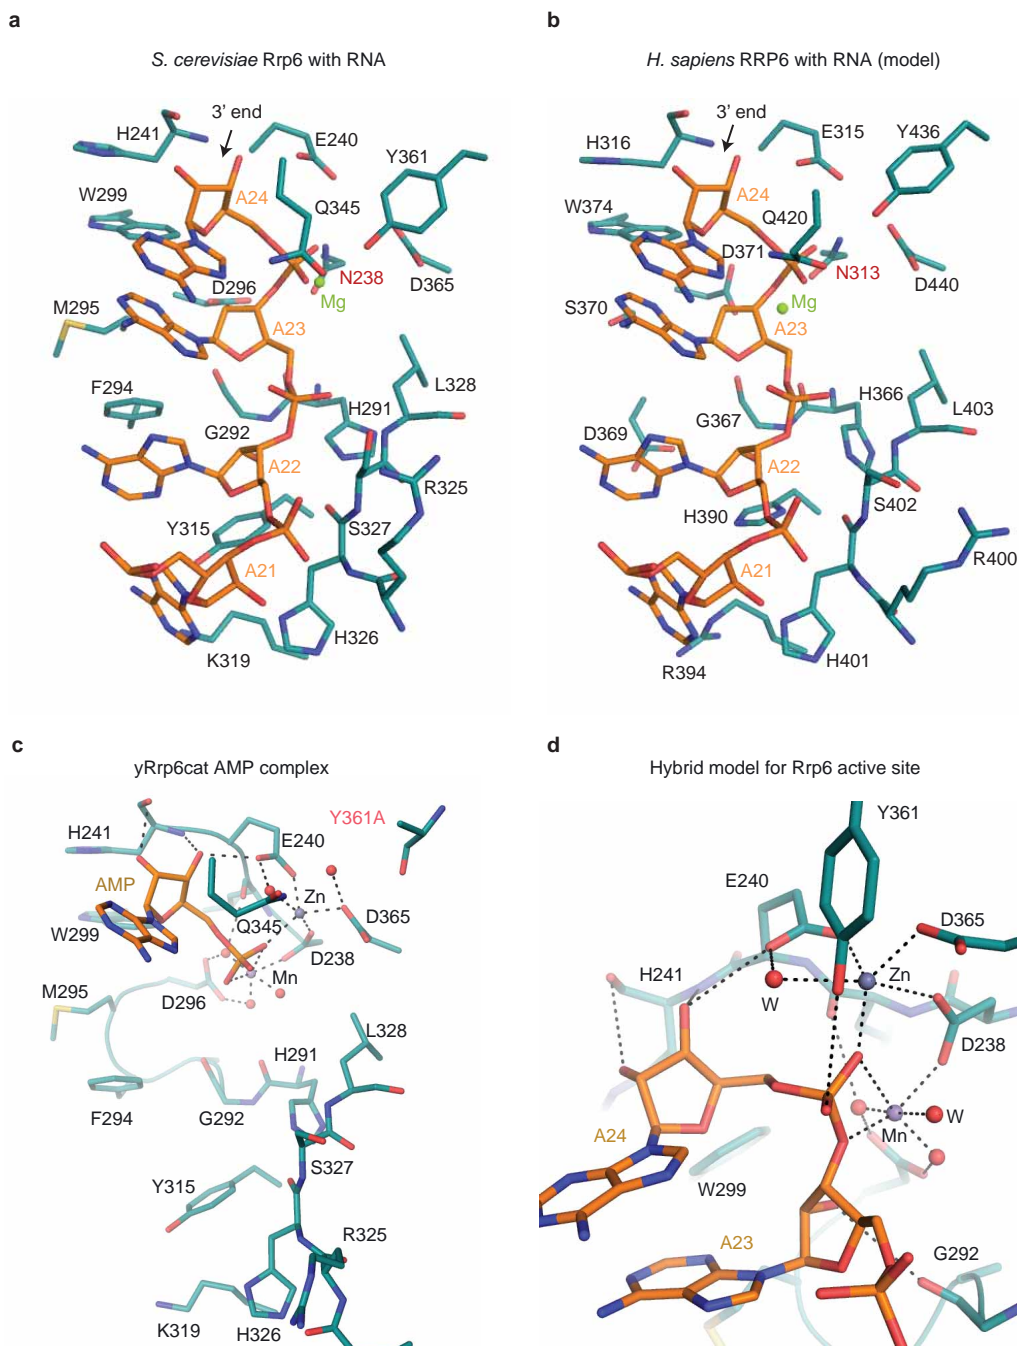 a
S. cerevisiae Rrp6 with RNA
3' end
H241
E240
Y361
A24
W299
Q345
N238
D296
D365
Mg
M295
A23
F294
L328
H291
G292
A22
R325
Y315
S327
A21
H326
K319
b
H. sapiens RRP6 with RNA (model)
3' end
E315
Y436
H316
A24
W374
Q420
D371
N313
D440
S370
Mg
A23
H366
L403
G367
D369
A22
S402
H390
R400
A21
R394
H401
c
yRrp6cat AMP complex
Y361A
H241
E240
AMP
Zn
Q345
D365
W299
D238
Mn
M295
D296
L328
H291
F294
G292
S327
Y315
R325
K319
H326
d
Hybrid model for Rrp6 active site
Y361
E240
D365
H241
Zn
W
D238
Mn
W
A24
W299
A23
G292